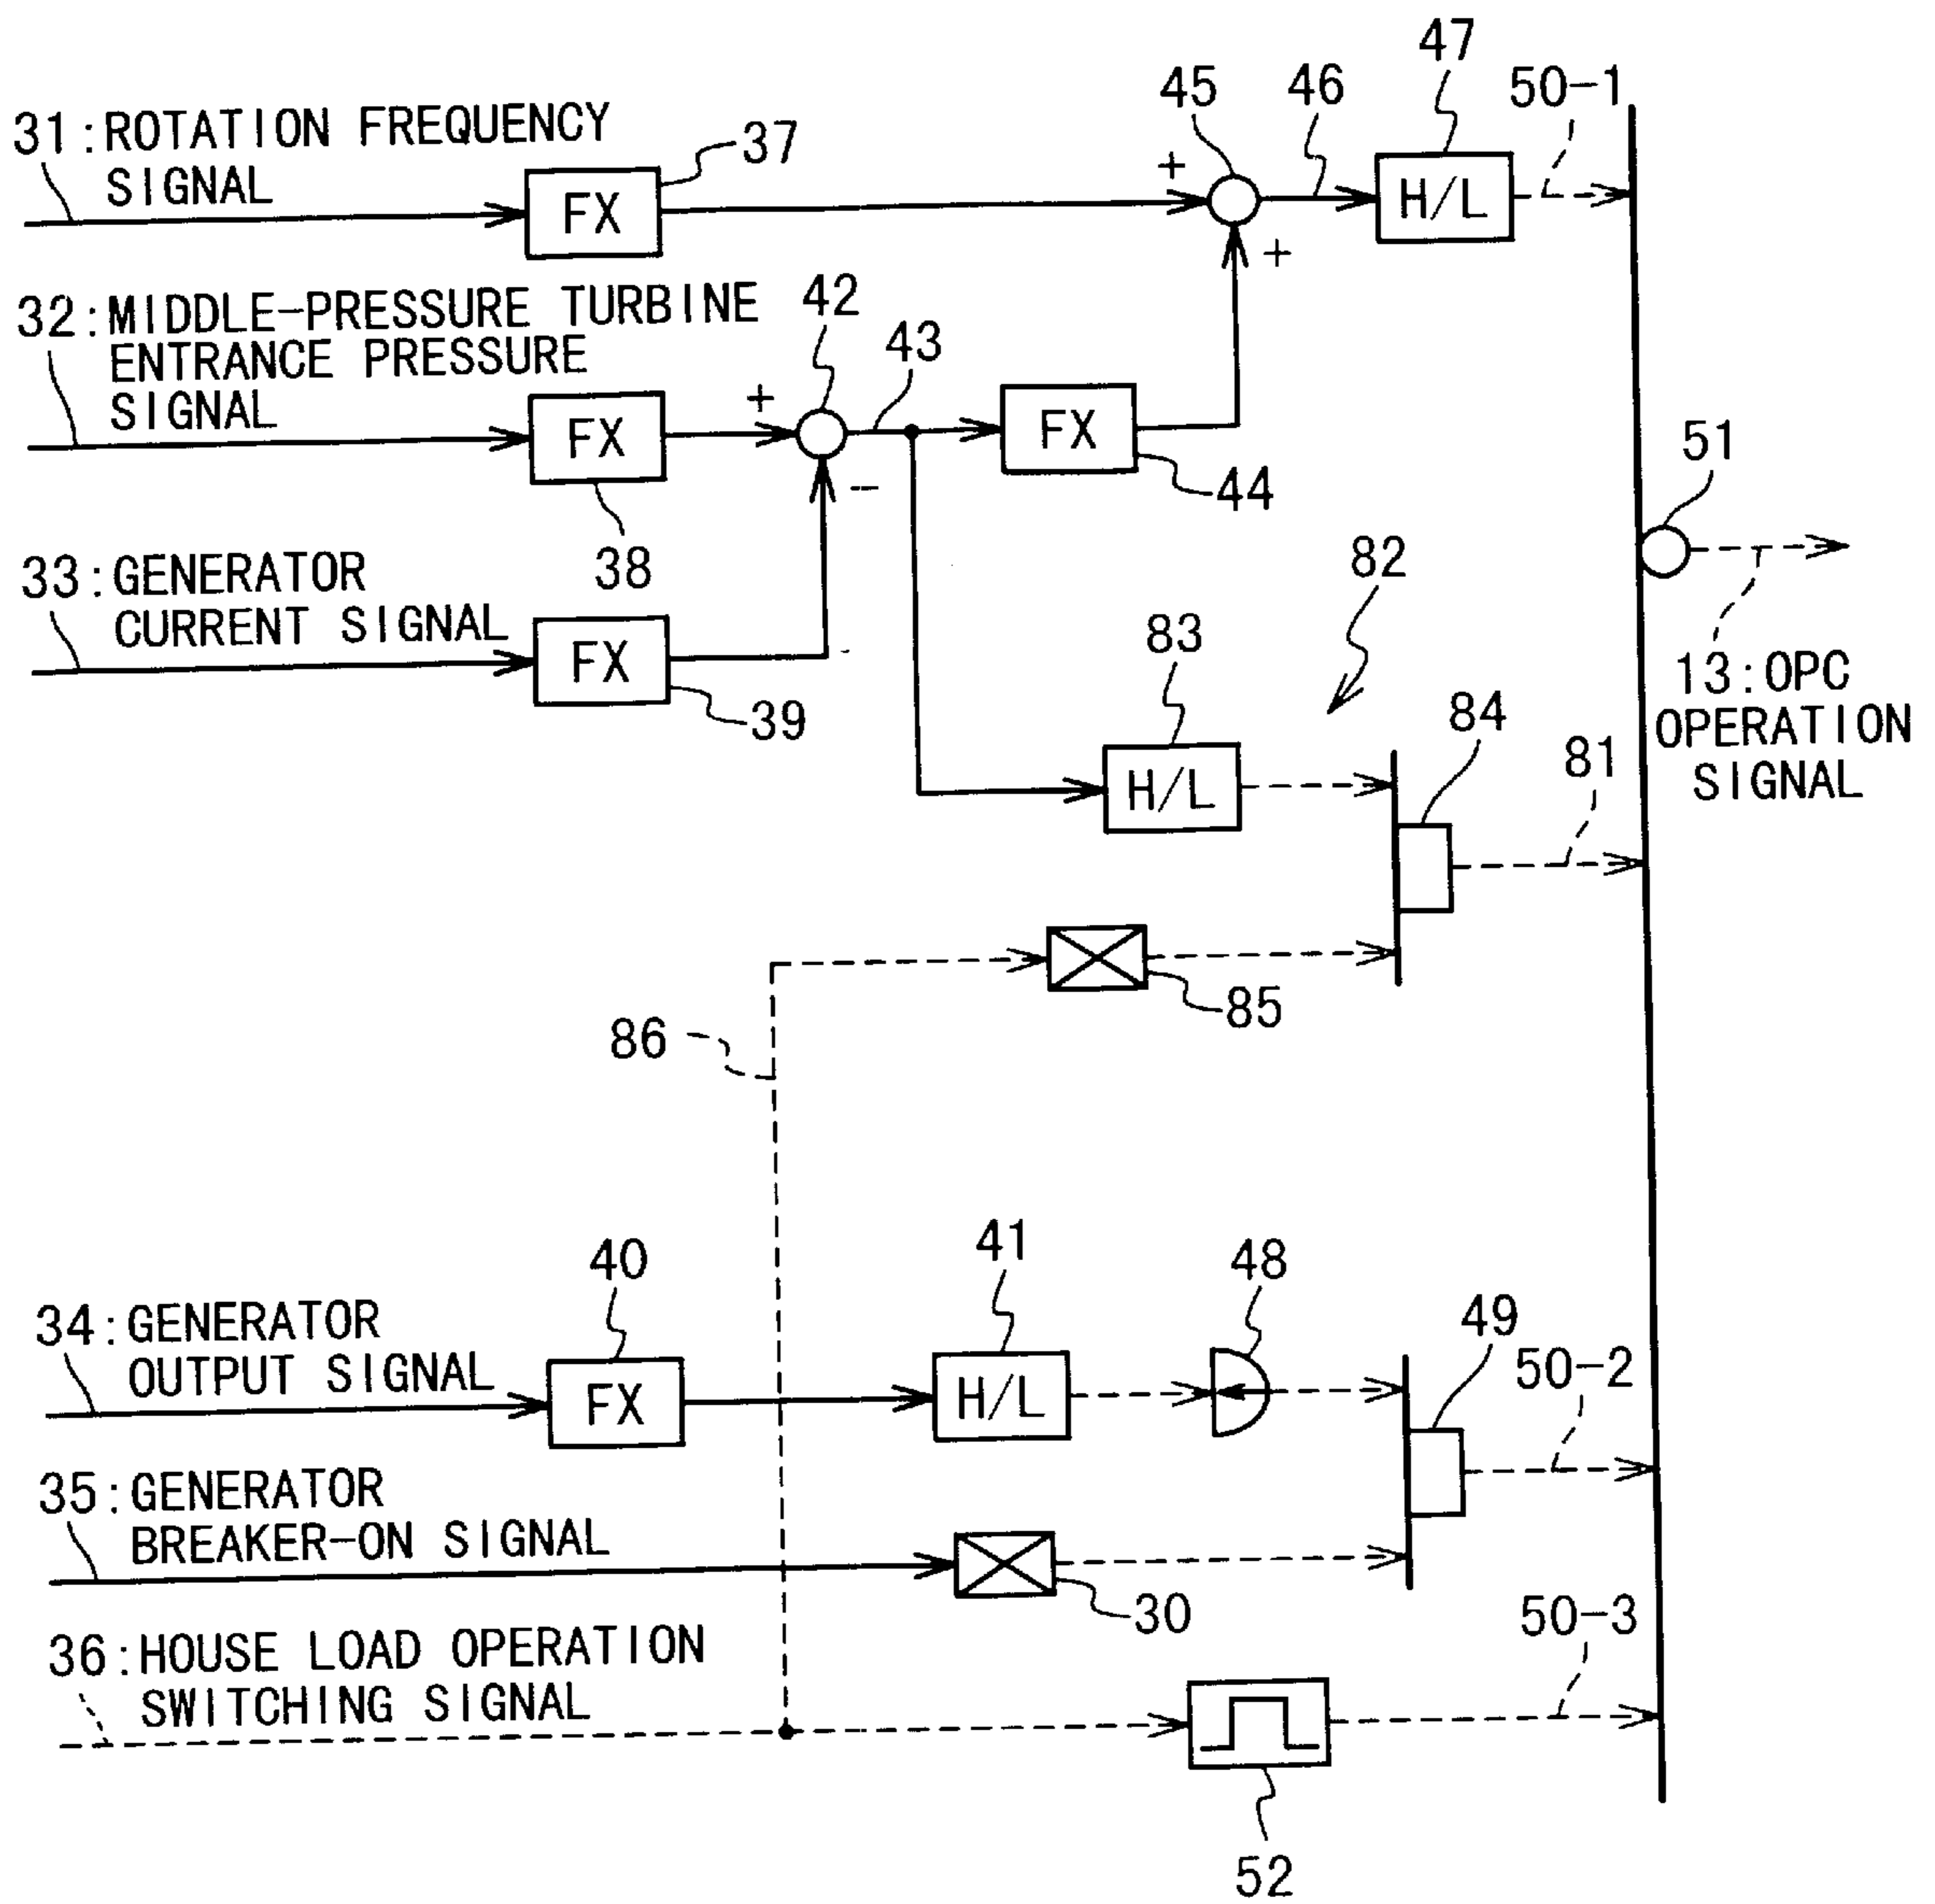 47
45
46
50-1
31:ROTATION FREQUENCY
SIGNAL
37
FX
+
H/L
+
32:MIDDLE-PRESSURE TURBINE
ENTRANCE PRESSURE
SIGNAL
42
43
+
FX
FX
-
44
38
51
82
33:GENERATOR
CURRENT SIGNAL
FX
39
83
13:OPC
OPERATION
SIGNAL
84
81
H/L
85
86
40
41
48
49
50-2
34:GENERATOR
OUTPUT SIGNAL
FX
H/L
35:GENERATOR
BREAKER-ON SIGNAL
30
50-3
36:HOUSE LOAD OPERATION
SWITCHING SIGNAL
52